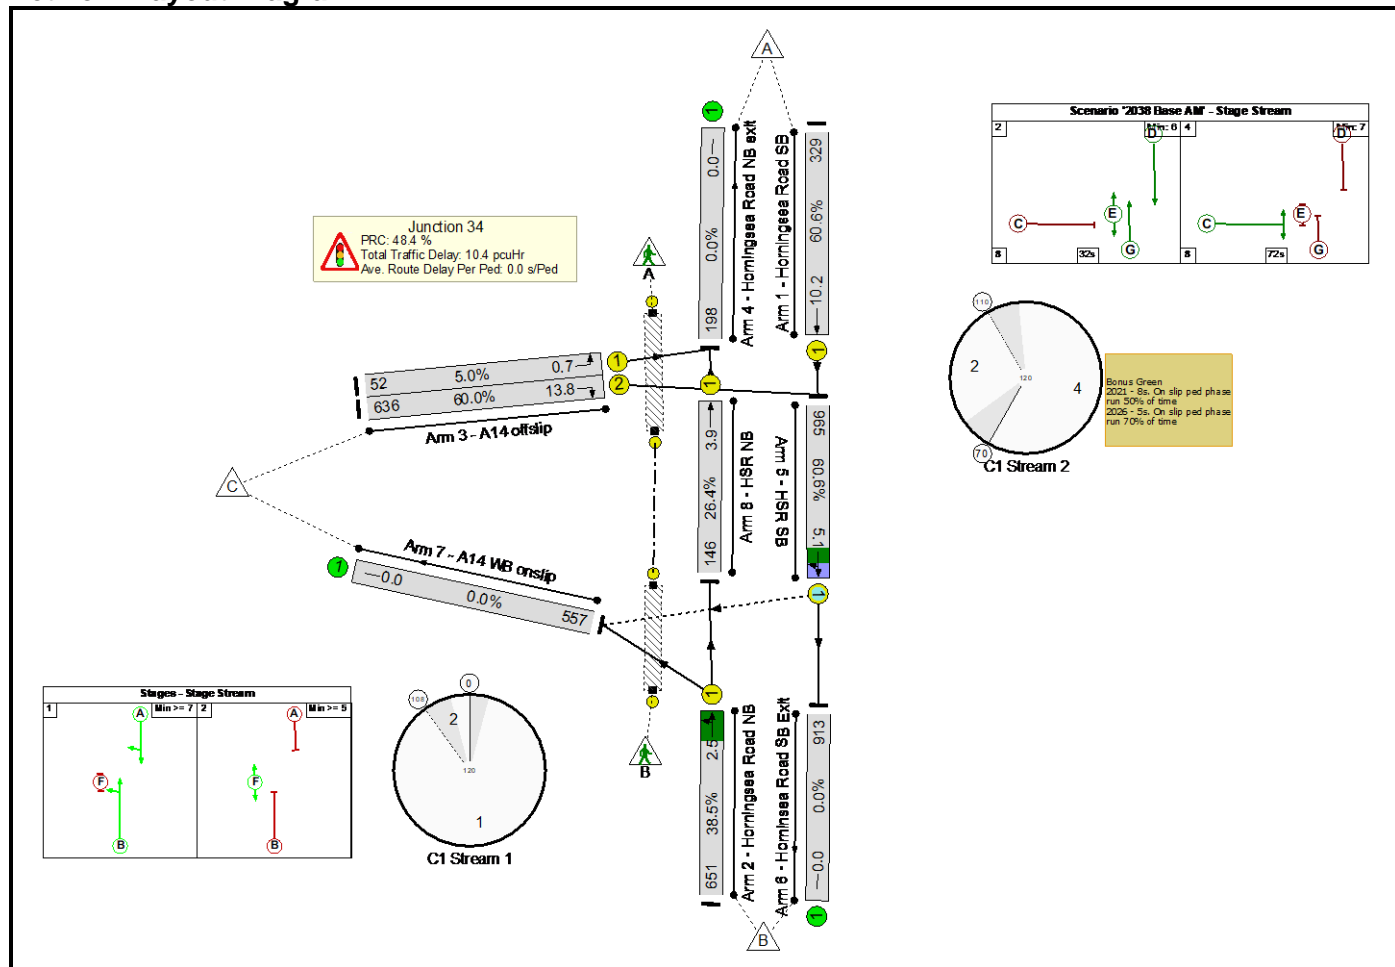 A
Scenario '2038 Base AM' - Stage Stream
2
Min: 6
4
Min: 7
D
D
C
E
G
C
E
G
8
32s
8
72s
Junction 34
PRC: 48.4 %
Total Traffic Delay: 10.4 pcuHr
Ave. Route Delay Per Ped: 0.0 s/Ped
A
1
198 0.0% 0.0
Arm 4 - Horningsea Road NB exit
Arm 1 - Horningsea Road SB
329 60.6% 10.2
1
52 5.0% 0.7
636 60.0% 13.8
1
2
Arm 3 - A14 offslip
1
146 26.4% 3.9
Arm 8 - HSR NB
Arm 5 - HSR SB
965 60.6% 5.1
1
110
2
4
120
70
C1 Stream 2
Bonus Green
2021 - 8s. On slip ped phase
run 50% of time
2026 - 5s. On slip ped phase
run 70% of time
C
Arm 7 - A14 WB onslip
1
0.0 0.0% 557
Stages - Stage Stream
1
Min >= 7
2
Min >= 5
A
A
F
F
B
B
0
108
2
120
1
C1 Stream 1
B
1
651 38.5% 2.5
Arm 2 - Horningsea Road NB
Arm 6 - Horninsea Road SB Exit
913 0.0% 0.0
1
B